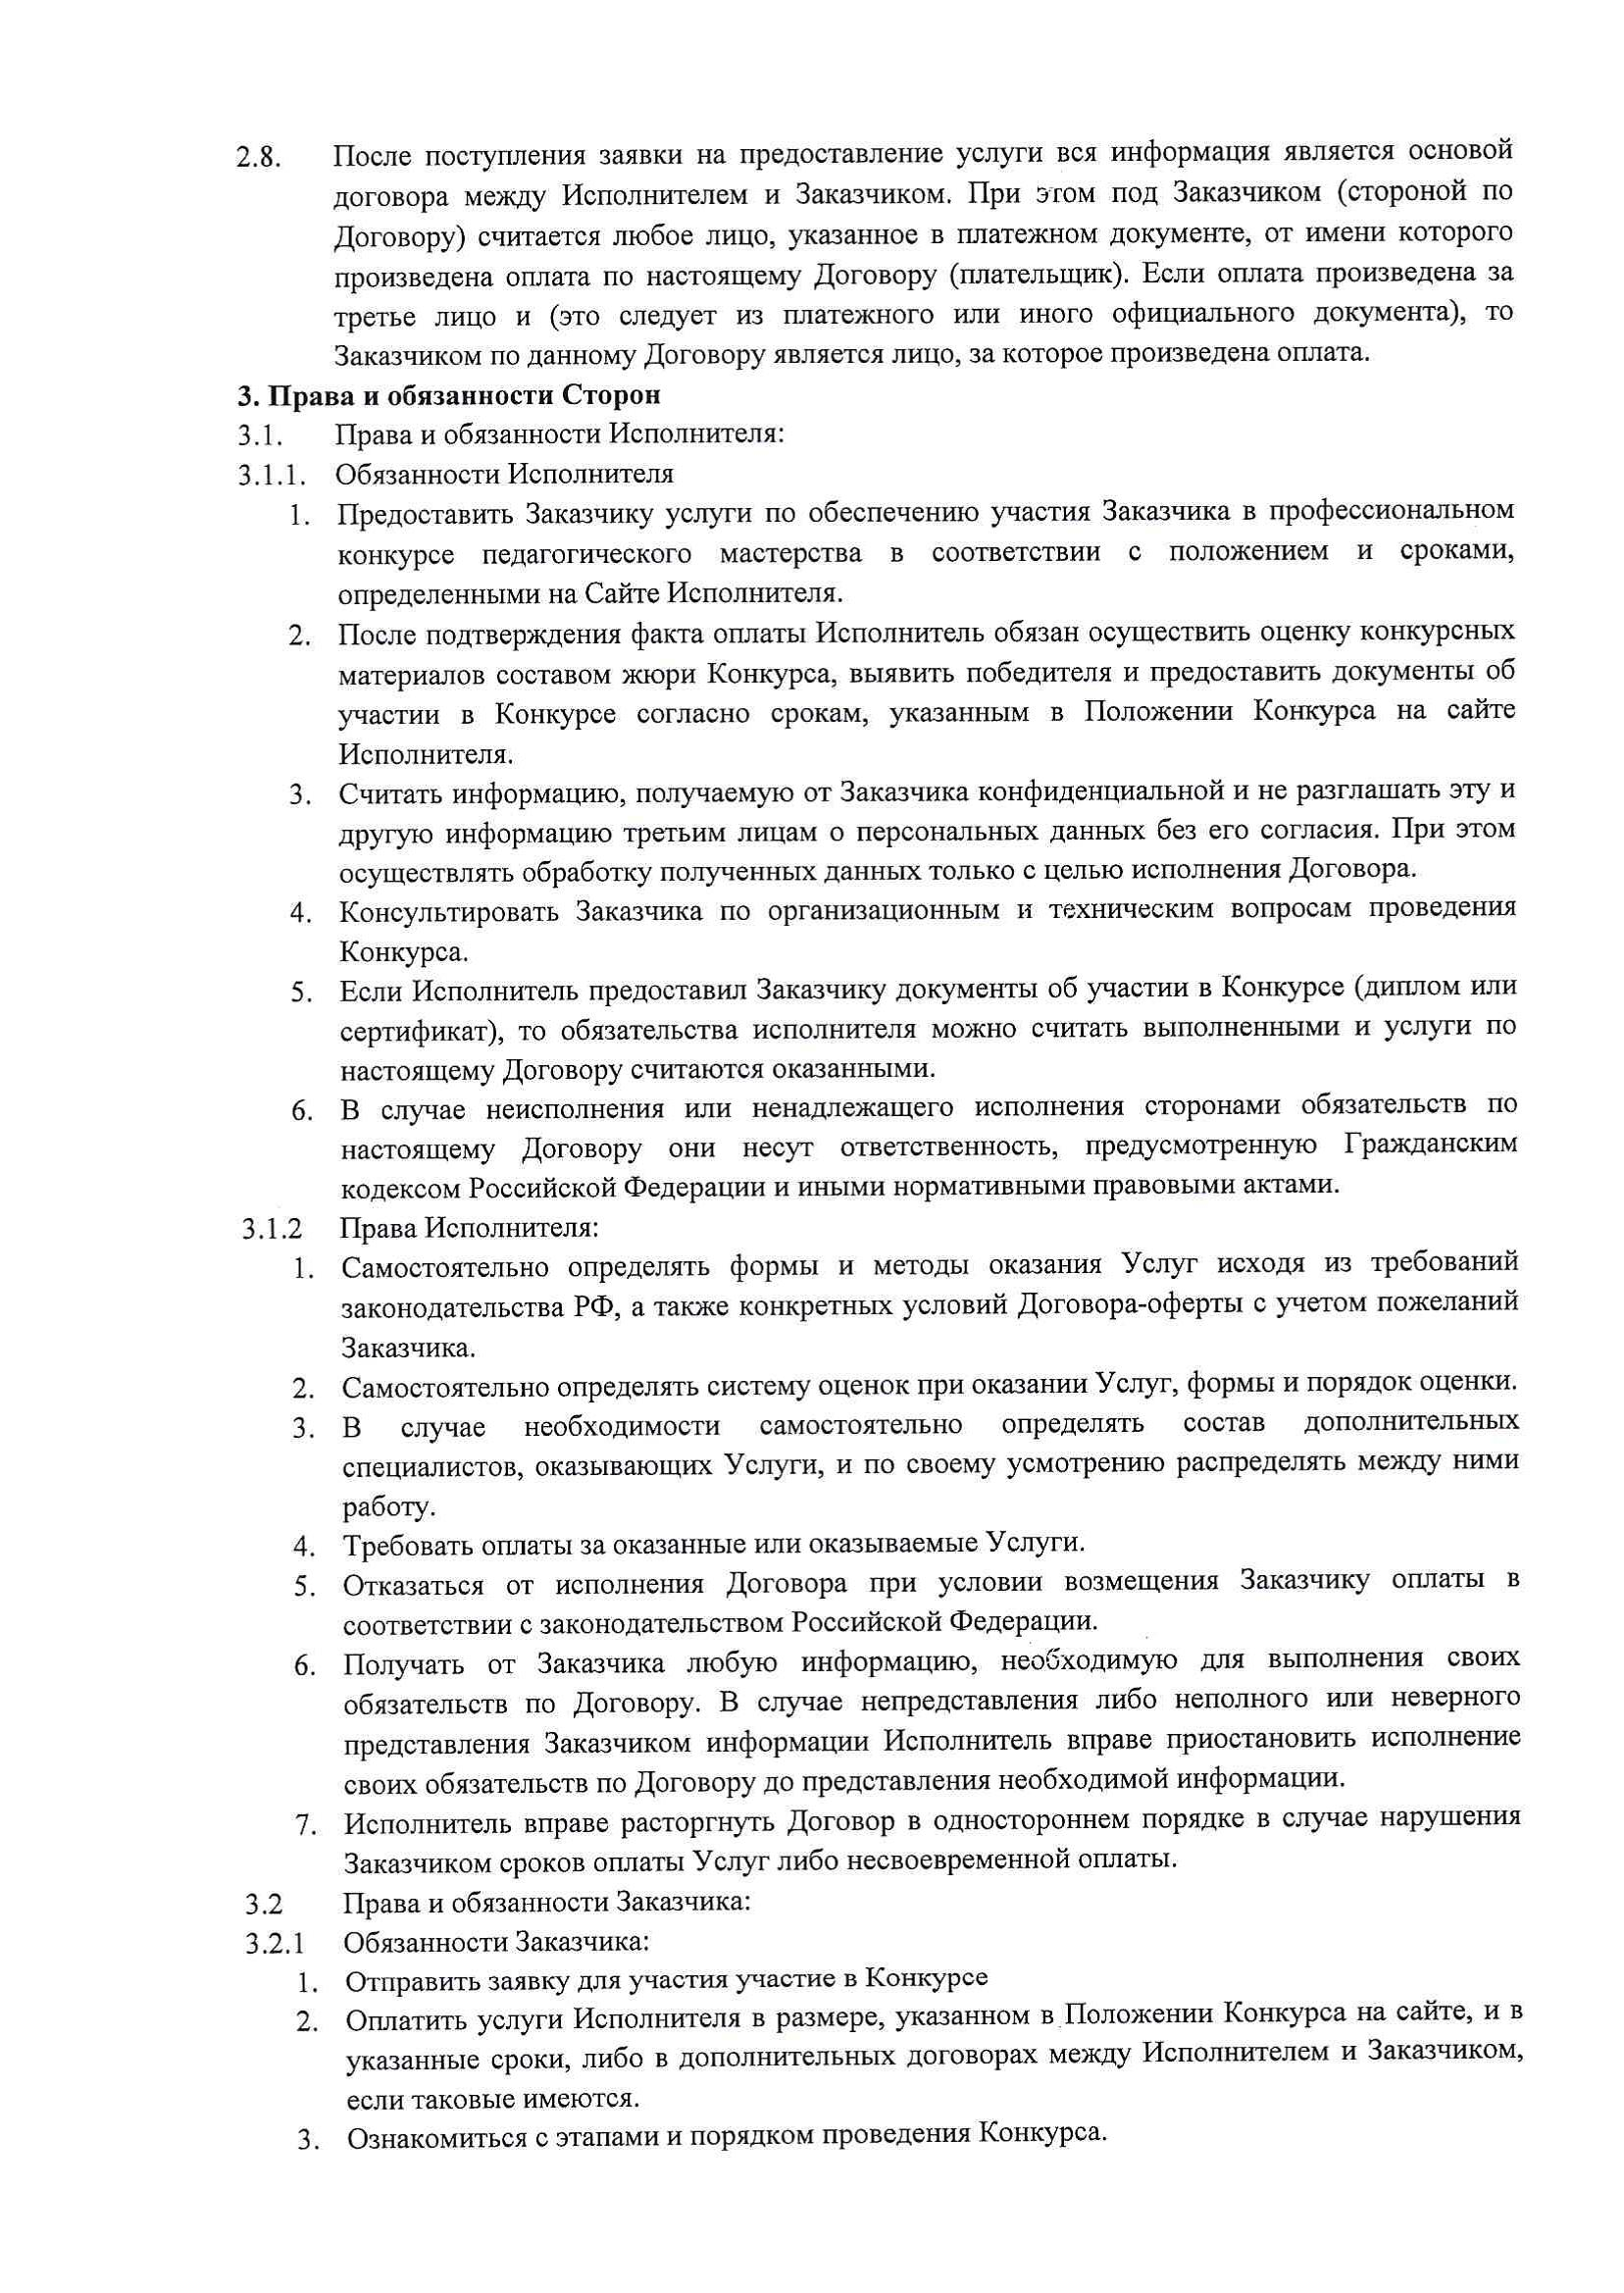 2.8. После поступления заявки на предоставление услуги вся информация является основой
договора между Исполнителем и Заказчиком. При этом под Заказчиком (стороной по
Договору) считается любое лицо, указанное в платежном документе, от имени которого
произведена оплата по настоящему Договору (плательщик). Если оплата произведена за
третье лицо и (это следует из платежного или иного официального документа), то
Заказчиком по данному Договору является лицо, за которое произведена оплата.
3. Права и обязанности Сторон
3.1. Права и обязанности Исполнителя:
3.1.1. Обязанности Исполнителя
1. Предоставить Заказчику услуги по обеспечению участия Заказчика в профессиональном
конкурсе педагогического мастерства в соответствии с положением и сроками,
определенными на Сайте Исполнителя.
2. После подтверждения факта оплаты Исполнитель обязан осуществить оценку конкурсных
материалов составом жюри Конкурса, выявить победителя и предоставить документы об
участии в Конкурсе согласно срокам, указанным в Положении Конкурса на сайте
Исполнителя.
3. Считать информацию, получаемую от Заказчика конфиденциальной и не разглашать эту и
другую информацию третьим лицам о персональных данных без его согласия. При этом
осуществлять обработку полученных данных только с целью исполнения Договора.
4. Консультировать Заказчика по организационным и техническим вопросам проведения
Конкурса.
5. Если Исполнитель предоставил Заказчику документы об участии в Конкурсе (диплом или
сертификат), то обязательства исполнителя можно считать выполненными и услуги по
настоящему Договору считаются оказанными.
6. В случае неисполнения или ненадлежащего исполнения сторонами обязательств по
настоящему Договору они несут ответственность, предусмотренную Гражданским
кодексом Российской Федерации и иными нормативными правовыми актами.
3.1.2 Права Исполнителя:
1. Самостоятельно определять формы и методы оказания Услуг исходя из требований
законодательства РФ, а также конкретных условий Договора-оферты с учетом пожеланий
Заказчика.
2. Самостоятельно определять систему оценок при оказании Услуг, формы и порядок оценки.
3. В случае необходимости самостоятельно определять состав дополнительных
специалистов, оказывающих Услуги, и по своему усмотрению распределять между ними
работу.
4. Требовать оплаты за оказанные или оказываемые Услуги.
5. Отказаться от исполнения Договора при условии возмещения Заказчику оплаты в
соответствии с законодательством Российской Федерации.
6. Получать от Заказчика любую информацию, необходимую для выполнения своих
обязательств по Договору. В случае непредставления либо неполного или неверного
представления Заказчиком информации Исполнитель вправе приостановить исполнение
своих обязательств по Договору до представления необходимой информации.
7. Исполнитель вправе расторгнуть Договор в одностороннем порядке в случае нарушения
Заказчиком сроков оплаты Услуг либо несвоевременной оплаты.
3.2 Права и обязанности Заказчика:
3.2.1 Обязанности Заказчика:
1. Отправить заявку для участия участие в Конкурсе
2. Оплатить услуги Исполнителя в размере, указанном в Положении Конкурса на сайте, и в
указанные сроки, либо в дополнительных договорах между Исполнителем и Заказчиком,
если таковые имеются.
3. Ознакомиться с этапами и порядком проведения Конкурса.